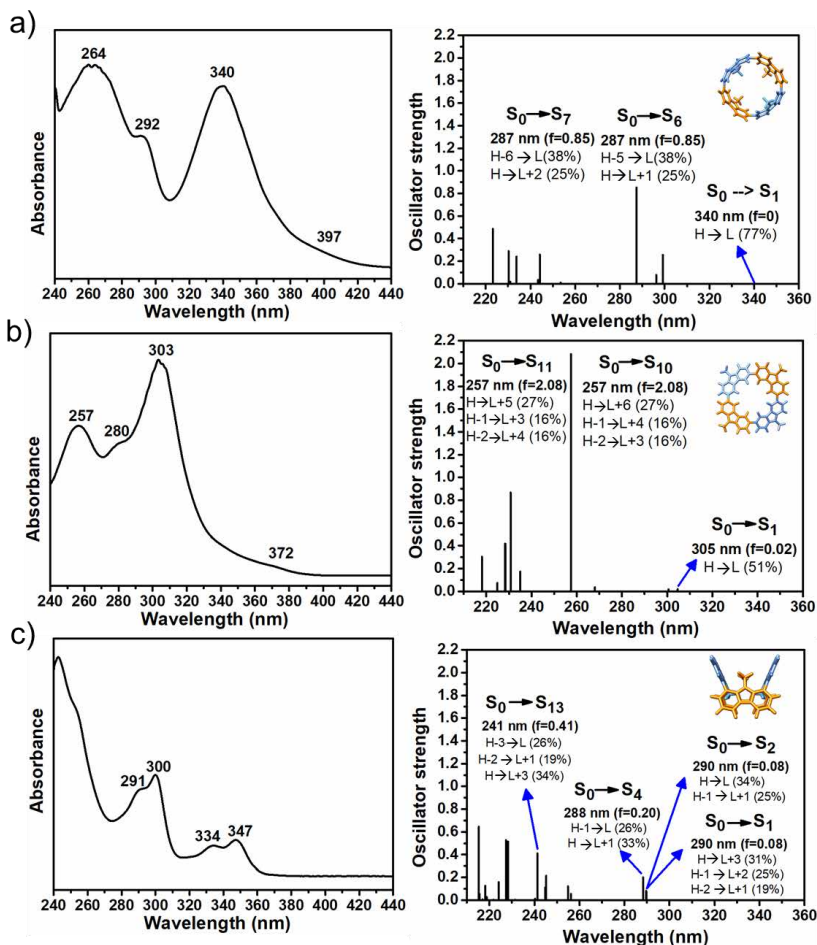 a)
264
292
340
397
Absorbance
240 260 280 300 320 340 360 380 400 420 440
Wavelength (nm)
Oscillator strength
2.2
2.0
1.8
1.6
1.4
1.2
1.0
0.8
0.6
0.4
0.2
0.0
S0→S7
287 nm (f=0.85)
H-6→L(38%)
H→L+2 (25%)
S0→S6
287 nm (f=0.85)
H-5→L(38%)
H→L+1 (25%)
S0 --> S1
340 nm (f=0)
H→L (77%)
220 240 260 280 300 320 340 360
Wavelength (nm)
b)
257
280
303
372
Absorbance
240 260 280 300 320 340 360 380 400 420 440
Wavelength (nm)
Oscillator strength
2.2
2.0
1.8
1.6
1.4
1.2
1.0
0.8
0.6
0.4
0.2
0.0
S0→S11
257 nm (f=2.08)
H→L+5 (27%)
H-1→L+3 (16%)
H-2→L+4 (16%)
S0→S10
257 nm (f=2.08)
H→L+6 (27%)
H-1→L+4 (16%)
H-2→L+3 (16%)
S0→S1
305 nm (f=0.02)
H→L (51%)
220 240 260 280 300 320 340 360
Wavelength (nm)
c)
291
300
334
347
Absorbance
240 260 280 300 320 340 360 380 400 420 440
Wavelength (nm)
Oscillator strength
2.2
2.0
1.8
1.6
1.4
1.2
1.0
0.8
0.6
0.4
0.2
0.0
S0→S13
241 nm (f=0.41)
H-3→L (26%)
H-2→L+1 (19%)
H→L+3 (34%)
S0→S4
288 nm (f=0.20)
H-1→L (26%)
H→L+1 (33%)
S0→S2
290 nm (f=0.08)
H→L (34%)
H-1→L+1 (25%)
S0→S1
290 nm (f=0.08)
H→L+3 (31%)
H-1→L+2 (25%)
H-2→L+1 (19%)
220 240 260 280 300 320 340 360
Wavelength (nm)